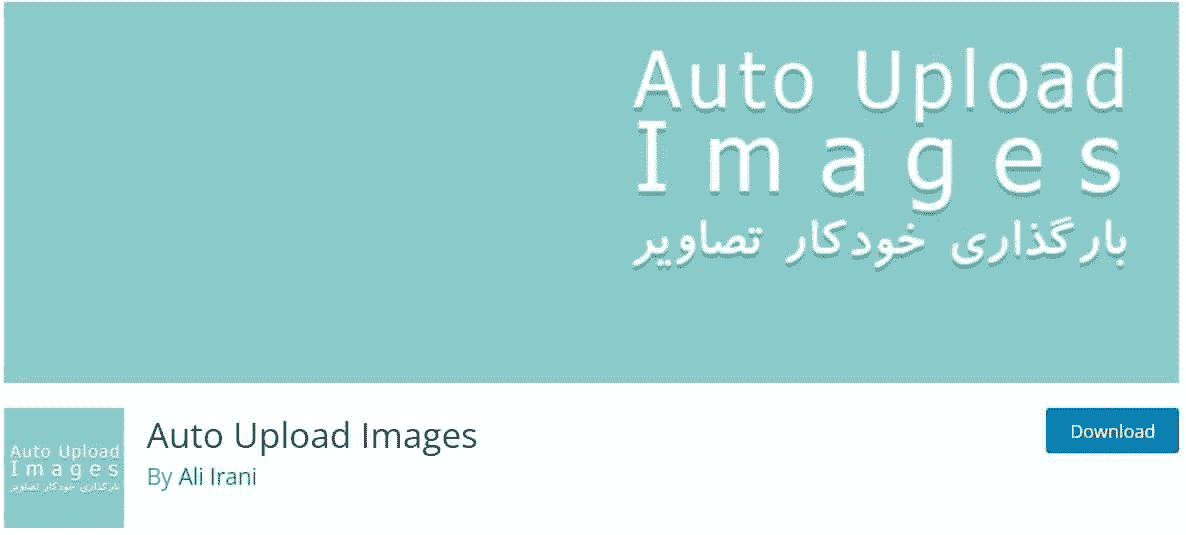 Auto Upload
Images
بارگذاری خودکار تصاویر
Auto Upload
Images
بارگذاری خودکار تصاویر
Auto Upload Images
By Ali Irani
Download